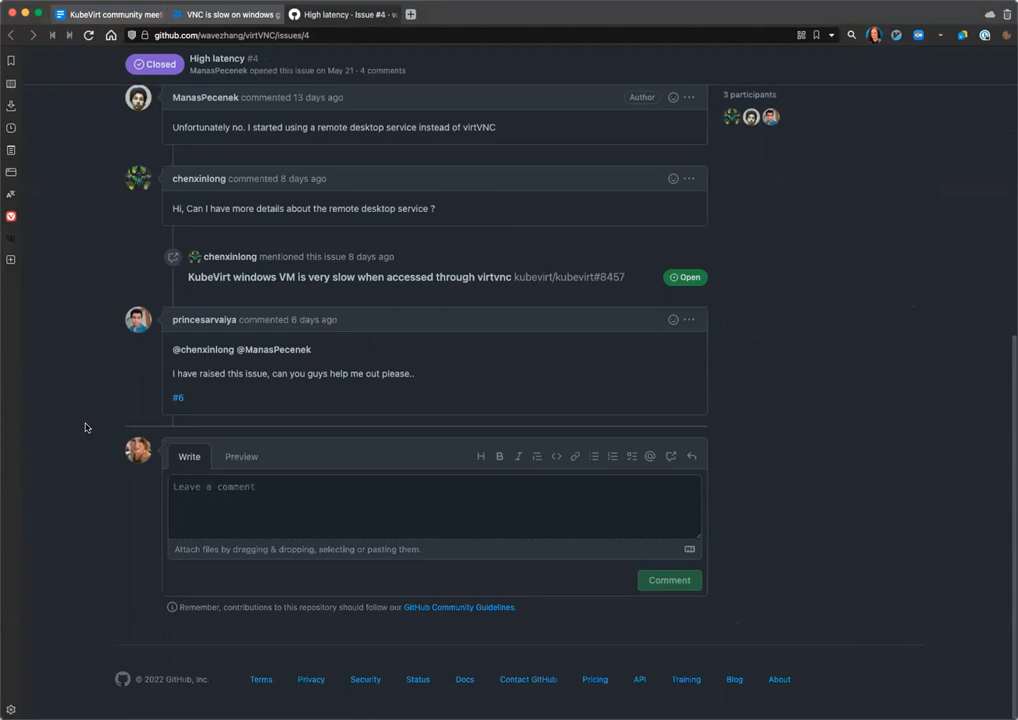 KubeVirt community meet
VNC is slow on windows g
High latency · Issue #4 · w
github.com/wavezhang/virtVNC/issues/4
Closed
High latency #4
ManasPecenek opened this issue on May 21 · 4 comments
ManasPecenek commented 13 days ago
Author
3 participants
Unfortunately no. I started using a remote desktop service instead of virtVNC
chenxinlong commented 8 days ago
Hi, Can I have more details about the remote desktop service ?
chenxinlong mentioned this issue 8 days ago
KubeVirt windows VM is very slow when accessed through virtvnc kubevirt/kubevirt#8457
Open
princesarvaiya commented 6 days ago
@chenxinlong @ManasPecenek
I have raised this issue, can you guys help me out please..
#6
Write
Preview
Leave a comment
Attach files by dragging & dropping, selecting or pasting them.
Comment
Remember, contributions to this repository should follow our GitHub Community Guidelines.
© 2022 GitHub, Inc.
Terms
Privacy
Security
Status
Docs
Contact GitHub
Pricing
API
Training
Blog
About